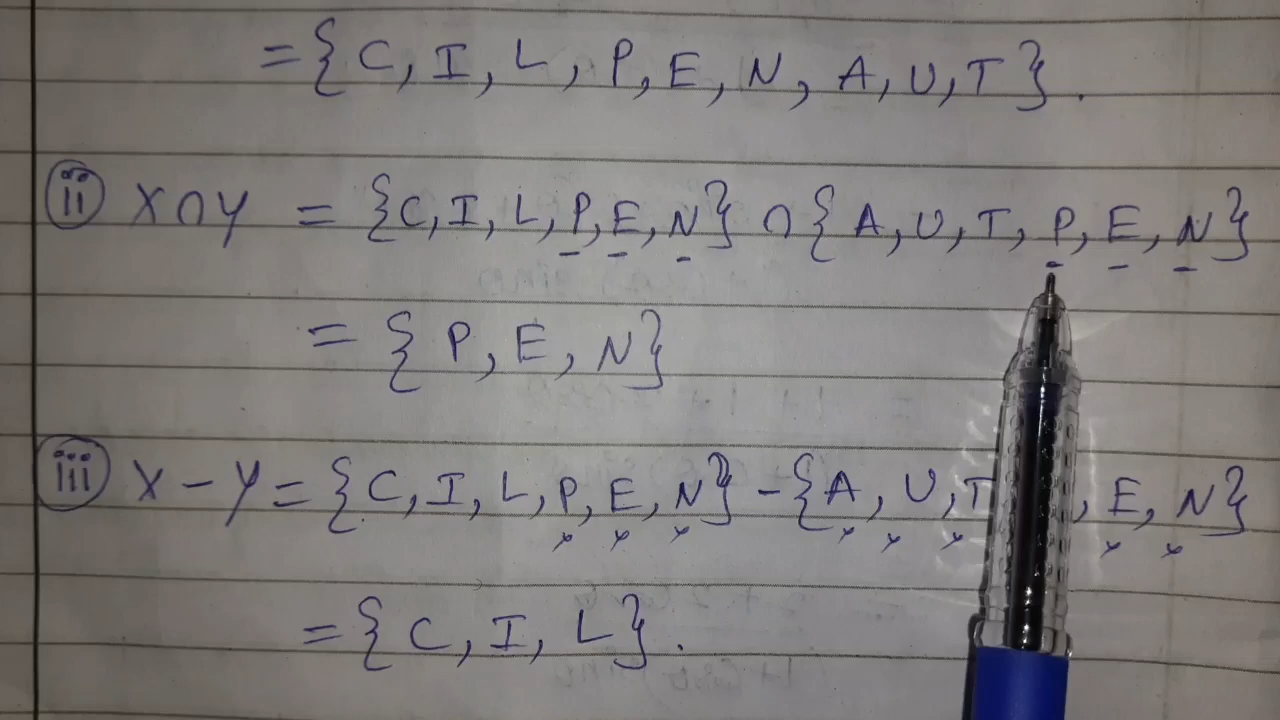 = {C, I, L, P, E, N, A, U, T}.
ii X∩Y = {C, I, L, P, E, N} ∩ {A, U, T, P, E, N}
= {P, E, N}
iii X - Y = {C, I, L, P, E, N} - {A, U, T , E, N}
= {C, I, L}.